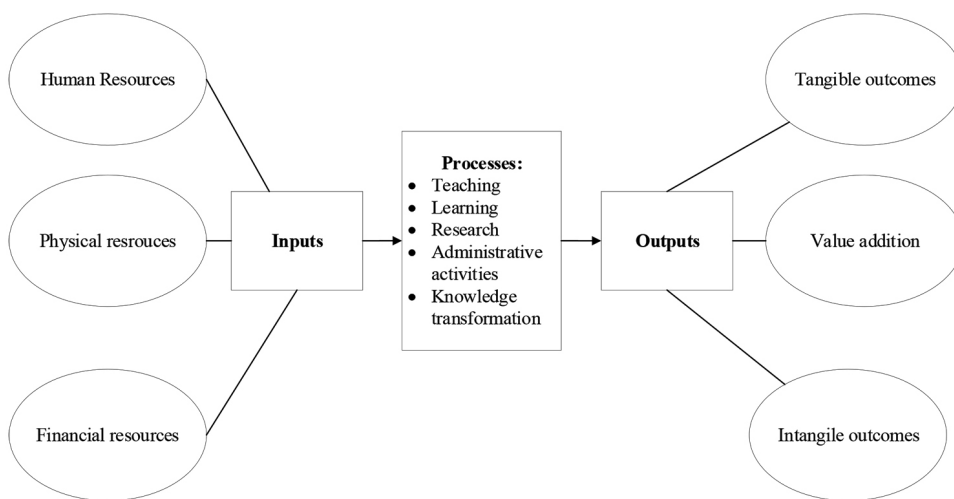 Human Resources
Physical resrouces
Financial resources
Inputs
Processes:
• Teaching
• Learning
• Research
• Administrative
activities
• Knowledge
transformation
Outputs
Tangible outcomes
Value addition
Intangile outcomes